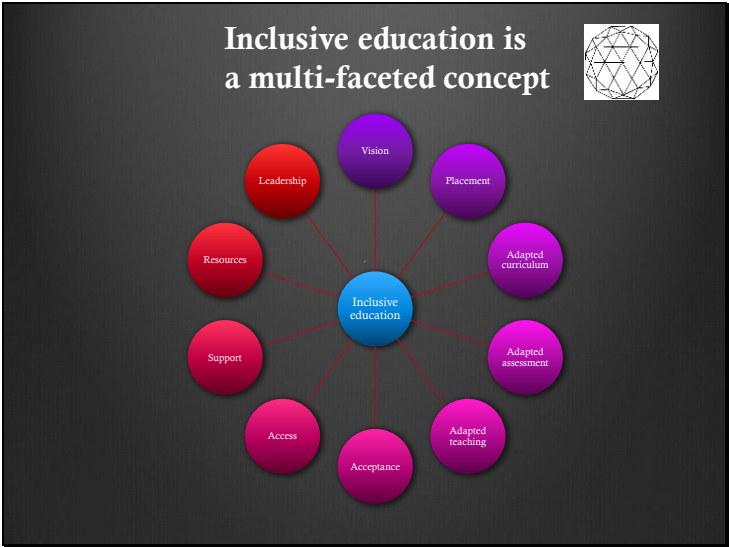 Inclusive education is
a multi-faceted concept
Vision
Placement
Adapted
curriculum
Adapted
assessment
Adapted
teaching
Acceptance
Access
Support
Resources
Leadership
Inclusive
education